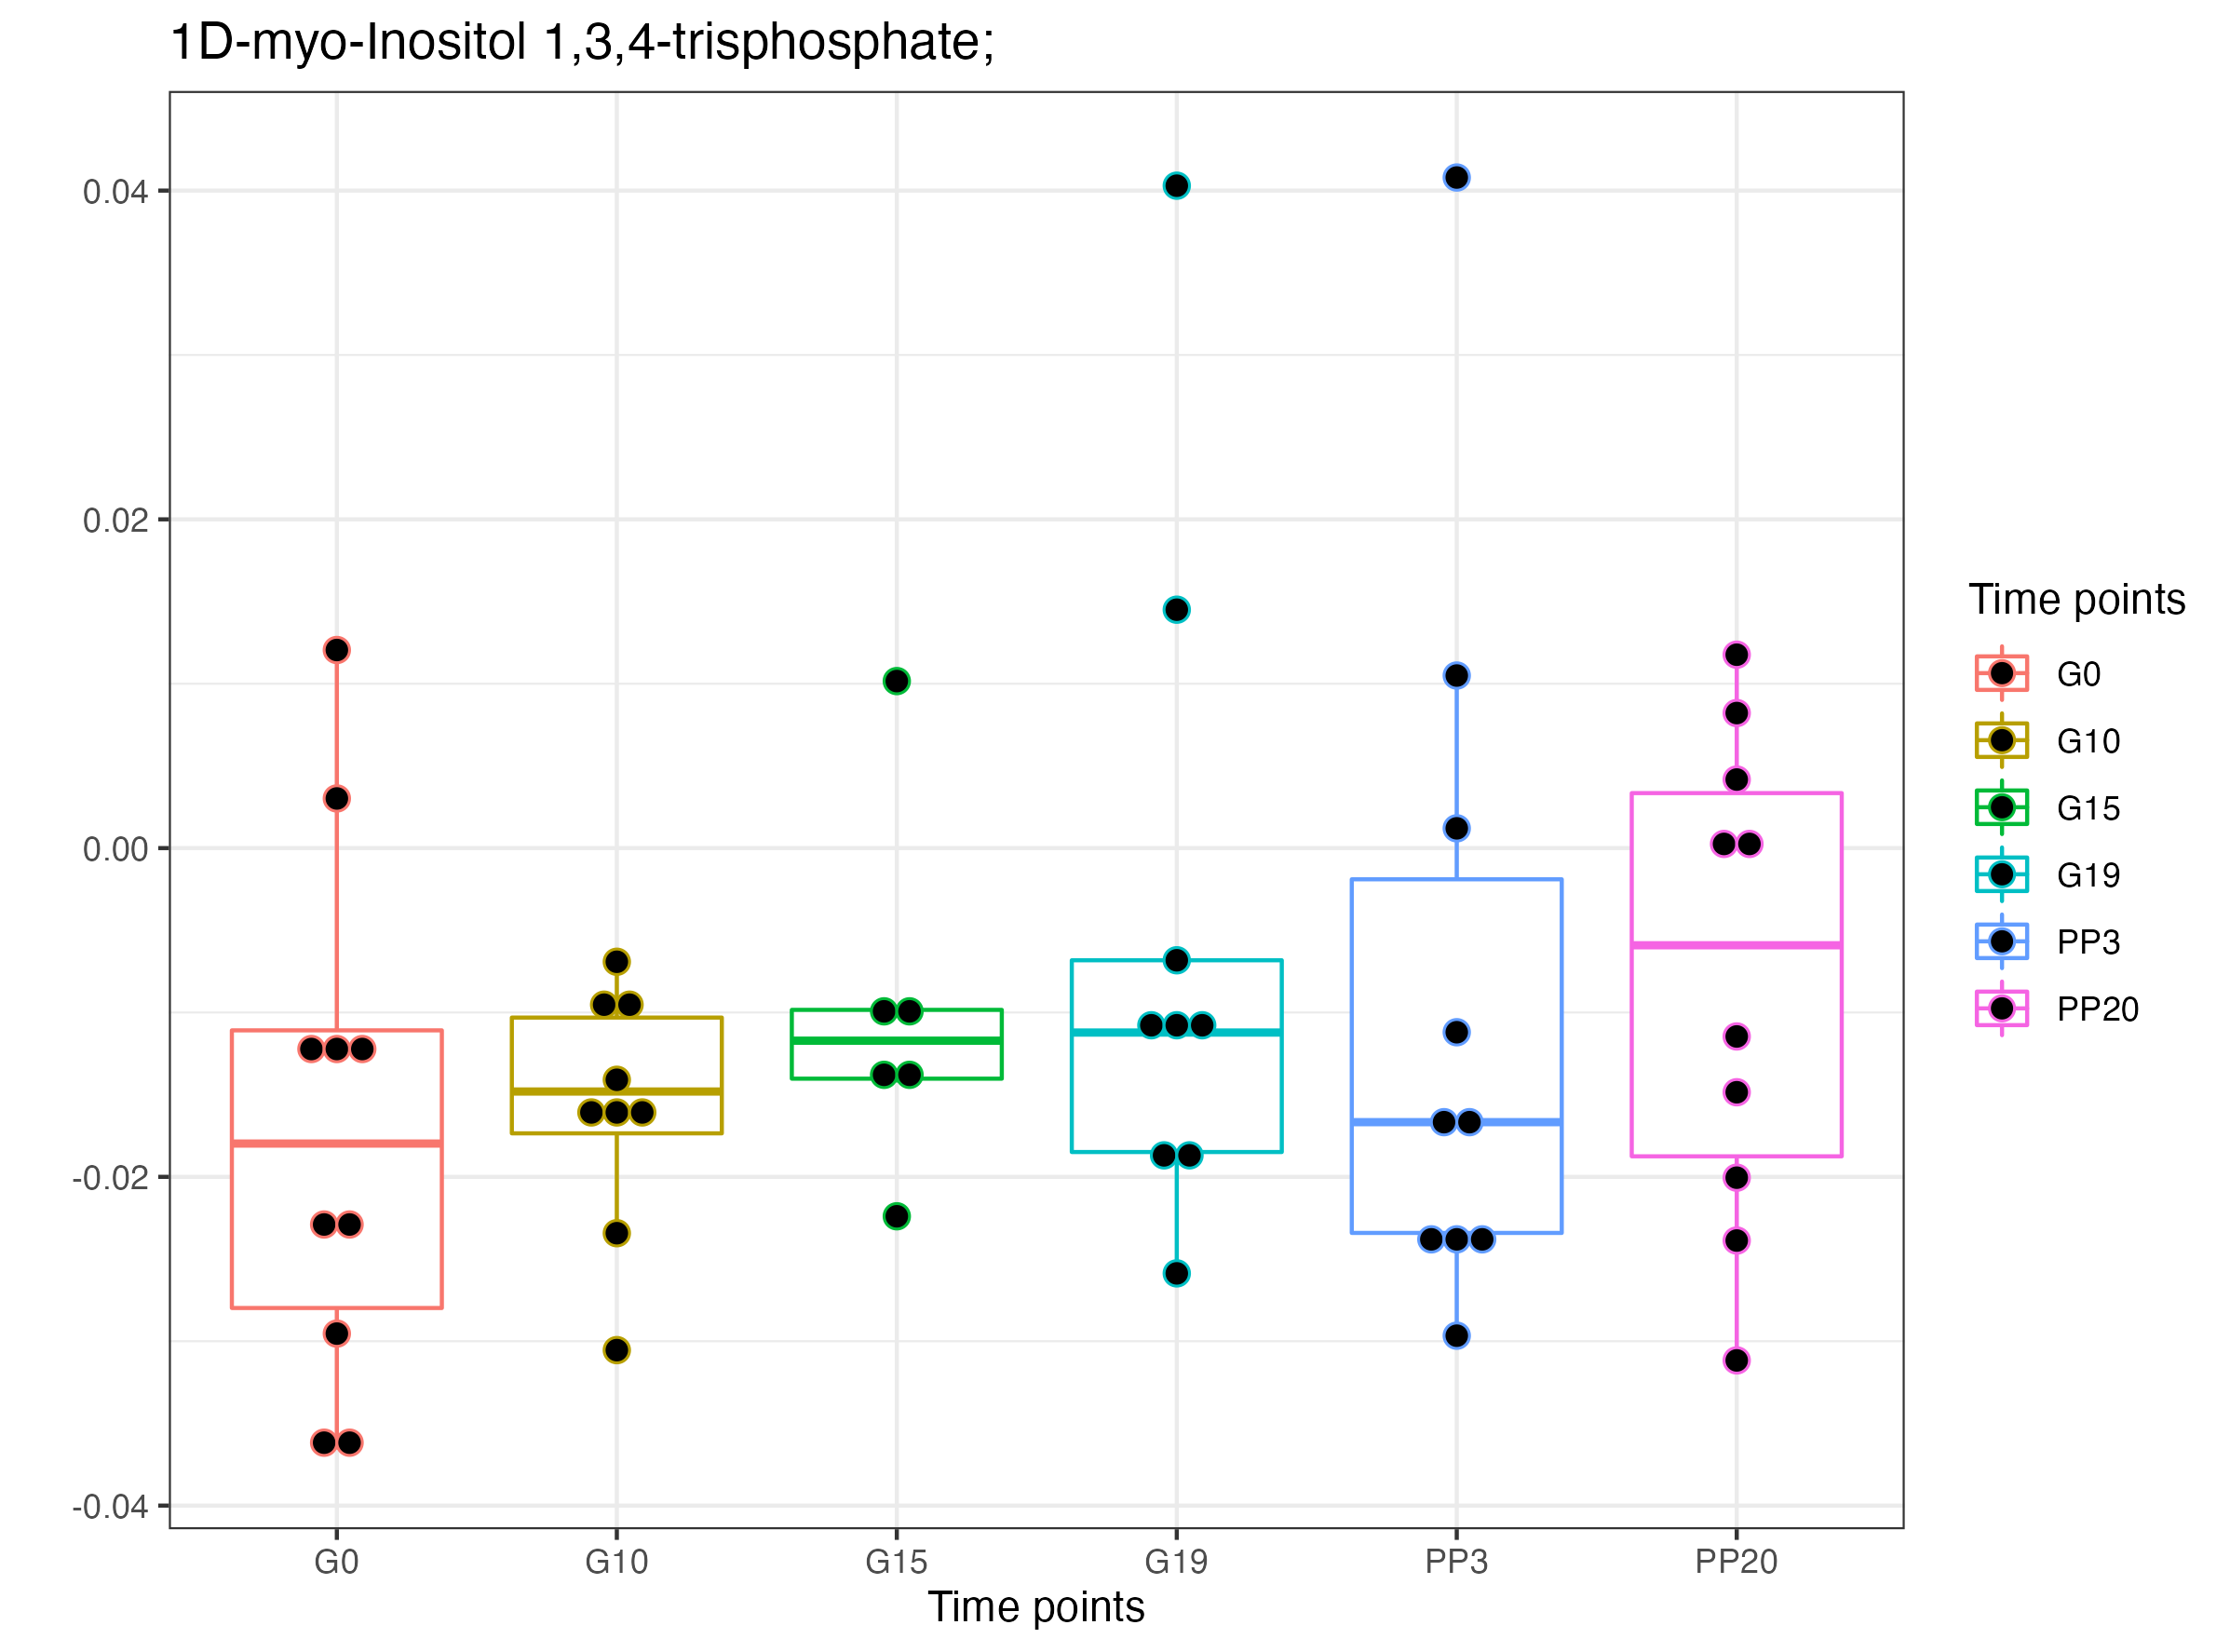 1D-myo-Inositol 1,3,4-trisphosphate;
0.04
0.02
0.00
-0.02
-0.04
G0 G10 G15 G19 PP3 PP20
Time points
Time points
G0
G10
G15
G19
PP3
PP20